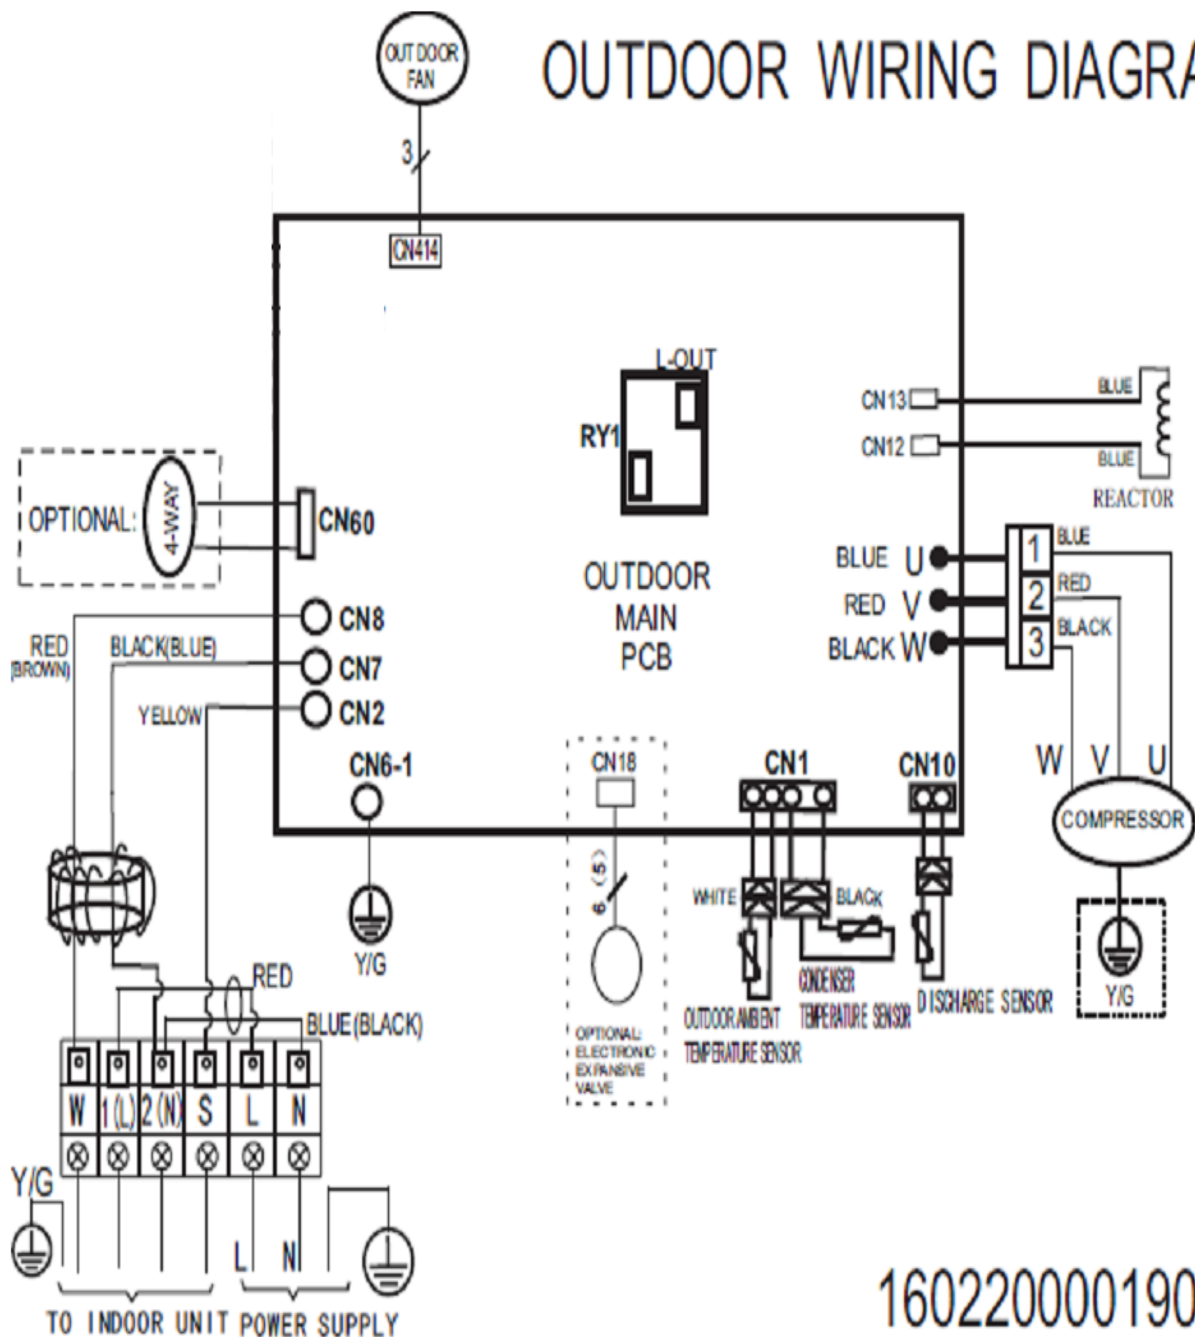 OUTDOOR WIRING DIAGRA
OUTDOOR
FAN
3
CN414
L-OUT
RY1
CN13
BLUE
CN12
BLUE
REACTOR
OPTIONAL:
4-WAY
CN60
OUTDOOR
MAIN
PCB
BLUE U
1
BLUE
RED V
2
RED
BLACK W
3
BLACK
CN8
RED
(BROWN)
BLACK(BLUE)
CN7
YELLOW
CN2
CN6-1
CN18
CN1
CN10
W V U
COMPRESSOR
6 (5)
WHITE
BLACK
Y/G
Y/G
OPTIONAL:
ELECTRONIC
EXPANSIVE
VALVE
OUTDOOR AMBIENT
TEMPERATURE SENSOR
CONDENSER
TEMPERATURE SENSOR
DISCHARGE SENSOR
RED
BLUE(BLACK)
W 1(L) 2(N) S L N
Y/G
L N
TO INDOOR UNIT POWER SUPPLY
160220000190